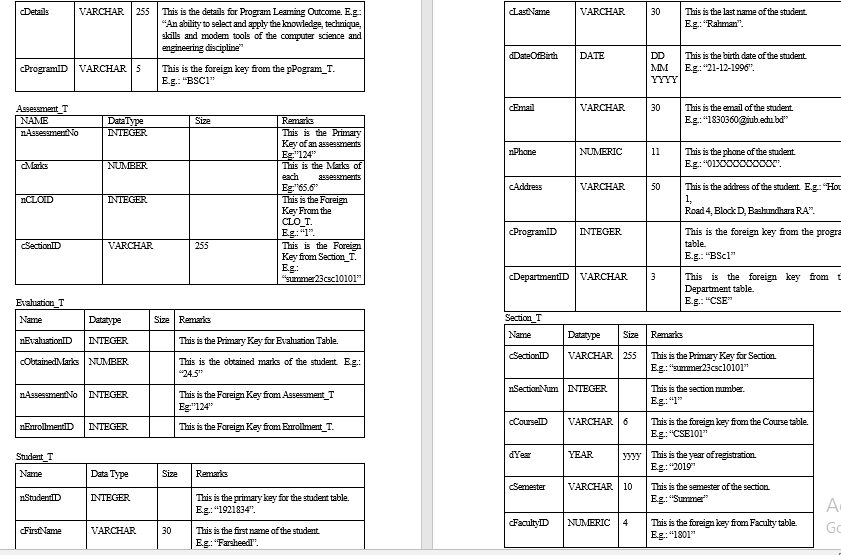 cDetails VARCHAR 255 This is the details for Program Learning Outcome. E.g.:
“An ability to select and apply the knowledge, technique,
skills and modern tools of the computer science and
engineering discipline”
cProgramID VARCHAR 5 This is the foreign key from the pProgram_T.
E.g.: “BSC1”
Assessment_T
NAME DataType Size Remarks
nAssessmentNo INTEGER This is the Primary
Key of an assessments
Eg:”124”
cMarks NUMBER This is the Marks of
each assessments
Eg:”65.6”
nCLOID INTEGER This is the Foreign
Key From the
CLO_T.
E.g.: “1”.
cSectionID VARCHAR 255 This is the Foreign
Key from Section_T.
E.g.:
“summer23csc10101”
Evaluation_T
Name Datatype Size Remarks
nEvaluationID INTEGER This is the Primary Key for Evaluation Table.
cObtainedMarks NUMBER This is the obtained marks of the student. E.g.:
“24.5”
nAssessmentNo INTEGER This is the Foreign Key from Assessment_T
Eg:”124”
nEnrollmentID INTEGER This is the Foreign Key from Enrollment_T.
Student_T
Name Data Type Size Remarks
nStudentID INTEGER This is the primary key for the student table.
E.g.: “1921834”.
cFirstName VARCHAR 30 This is the first name of the student.
E.g.: “Farsheedl”.
cLastName VARCHAR 30 This is the last name of the student.
E.g.: “Rahman”.
dDateOfBirth DATE DD This is the birth date of the student.
MM E.g.: “21-12-1996”.
YYYY
cEmail VARCHAR 30 This is the email of the student.
E.g.: “1830360@iub.edu.bd”
nPhone NUMERIC 11 This is the phone of the student.
E.g.: “01XXXXXXXXXX”.
cAddress VARCHAR 50 This is the address of the student. E.g.: “Hou
1,
Road 4, Block D, Bashundhara RA”.
cProgramID INTEGER This is the foreign key from the progra
table.
E.g.: “BSc1”
cDepartmentID VARCHAR 3 This is the foreign key from t
Department table.
E.g.: “CSE”
Section_T
Name Datatype Size Remarks
cSectionID VARCHAR 255 This is the Primary Key for Section.
E.g.: “summer23csc10101”
nSectionNum INTEGER This is the section number.
E.g.: “1”
cCourseID VARCHAR 6 This is the foreign key from the Course table.
E.g.: “CSE101”
dYear YEAR yyyy This is the year of registration.
E.g.: “2019”
cSemester VARCHAR 10 This is the semester of the section.
E.g.: “Summer”
cFacultyID NUMERIC 4 This is the foreign key from Faculty table.
E.g.: “1801”